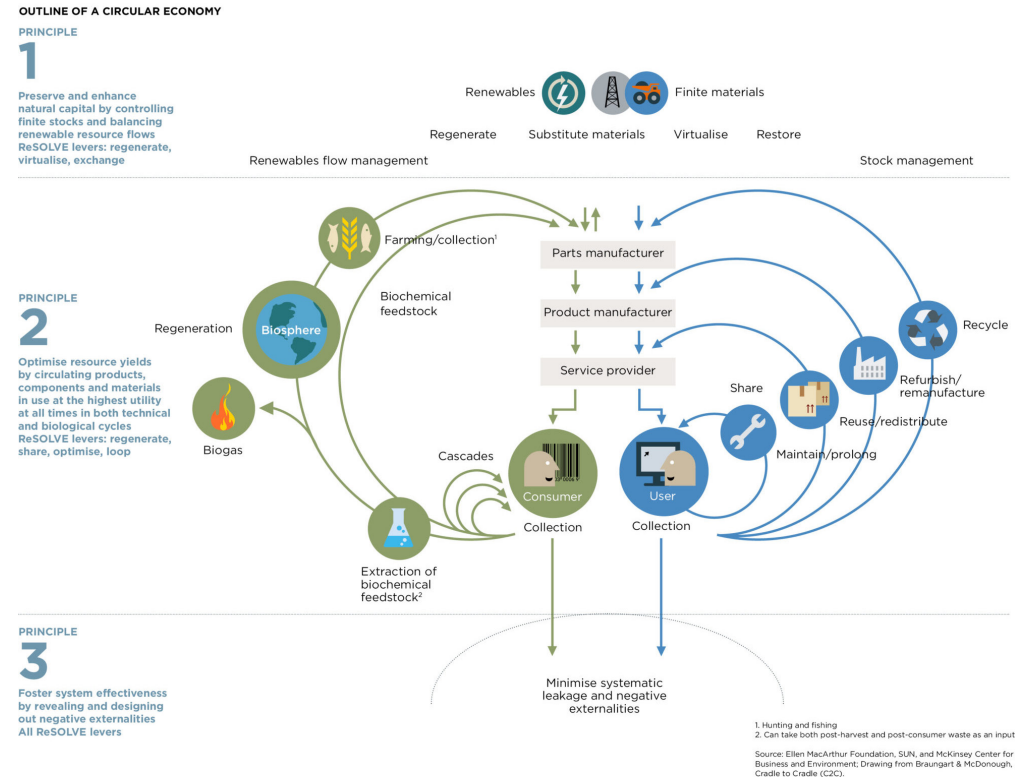 OUTLINE OF A CIRCULAR ECONOMY
PRINCIPLE
1
Preserve and enhance
natural capital by controlling
finite stocks and balancing
renewable resource flows
ReSOLVE levers: regenerate,
virtualise, exchange
Renewables
Finite materials
Regenerate
Substitute materials
Virtualise
Restore
Renewables flow management
Stock management
PRINCIPLE
2
Optimise resource yields
by circulating products,
components and materials
in use at the highest utility
at all times in both technical
and biological cycles
ReSOLVE levers: regenerate,
share, optimise, loop
Farming/collection¹
Biochemical
feedstock
Regeneration
Biosphere
Biogas
Cascades
Extraction of
biochemical
feedstock²
Parts manufacturer
Product manufacturer
Service provider
Consumer
Collection
User
Collection
Share
Maintain/prolong
Reuse/redistribute
Refurbish/
remanufacture
Recycle
PRINCIPLE
3
Foster system effectiveness
by revealing and designing
out negative externalities
All ReSOLVE levers
Minimise systematic
leakage and negative
externalities
1. Hunting and fishing
2. Can take both post-harvest and post-consumer waste as an input
Source: Ellen MacArthur Foundation, SUN, and McKinsey Center for
Business and Environment; Drawing from Braungart & McDonough,
Cradle to Cradle (C2C).